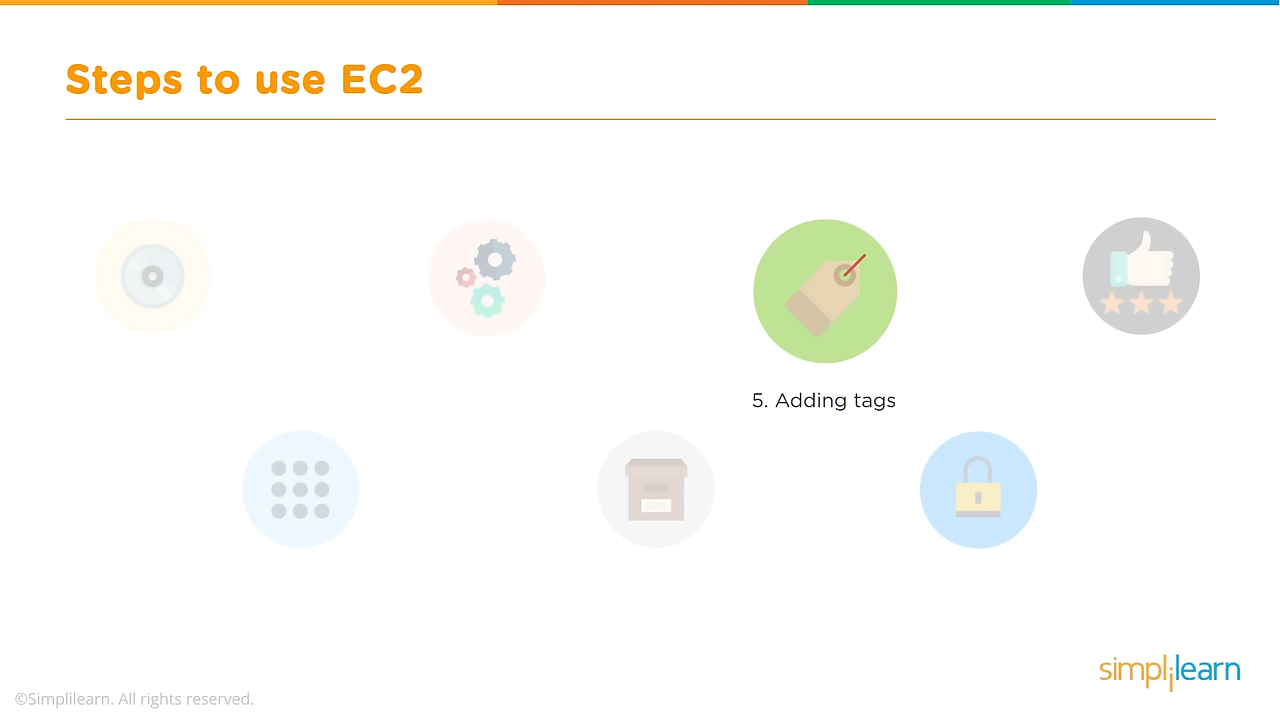 Steps to use EC2
5. Adding tags
simplilearn
©Simplilearn. All rights reserved.